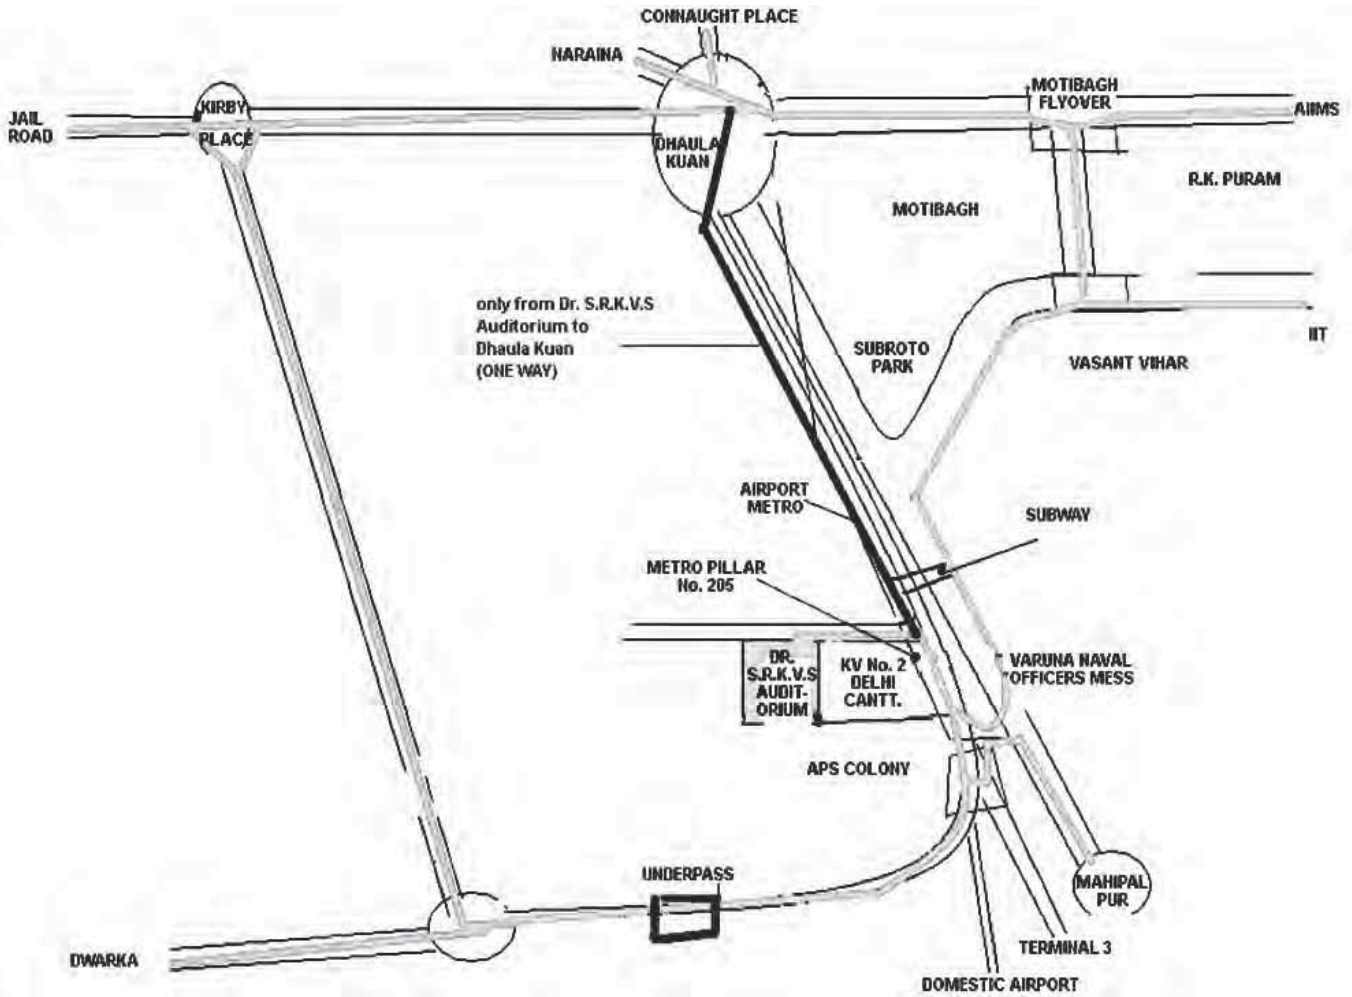 CONNAUGHT PLACE
NARAINA
MOTIBAGH
FLYOVER
KIRBY
PLACE
JAIL
ROAD
AIIMS
DHAULA
KUAN
R.K. PURAM
MOTIBAGH
only from Dr. S.R.K.V.S
Auditorium to
Dhaula Kuan
(ONE WAY)
SUBROTO
PARK
IIT
VASANT VIHAR
AIRPORT
METRO
SUBWAY
METRO PILLAR
No. 205
DR.
S.R.K.V.S
AUDIT-
ORIUM
KV No. 2
DELHI
CANTT.
VARUNA NAVAL
OFFICERS MESS
APS COLONY
UNDERPASS
MAHIPAL
PUR
TERMINAL 3
DWARKA
DOMESTIC AIRPORT